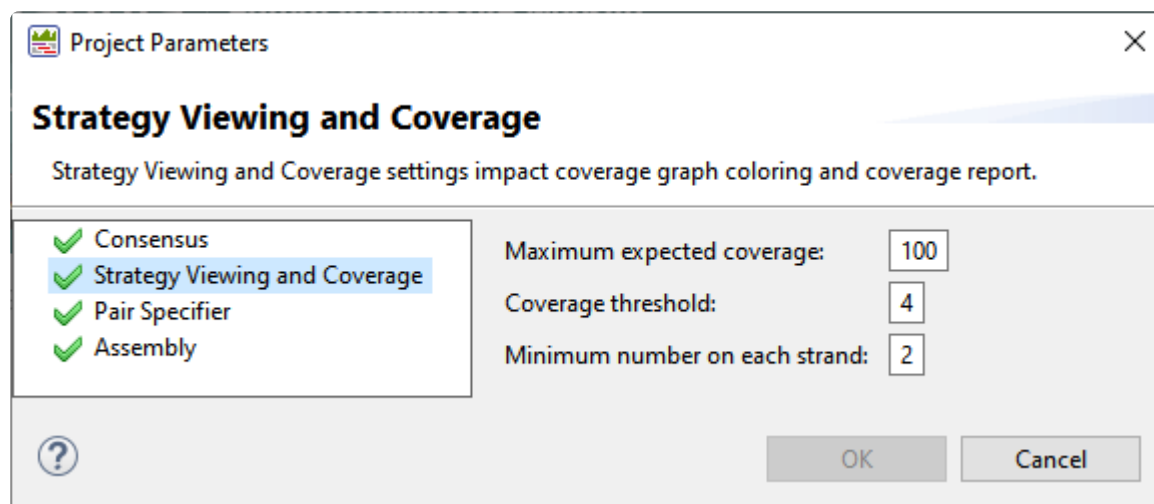 Project Parameters
Strategy Viewing and Coverage
Strategy Viewing and Coverage settings impact coverage graph coloring and coverage report.
Consensus
Strategy Viewing and Coverage
Pair Specifier
Assembly
Maximum expected coverage: 100
Coverage threshold: 4
Minimum number on each strand: 2
?
OK
Cancel